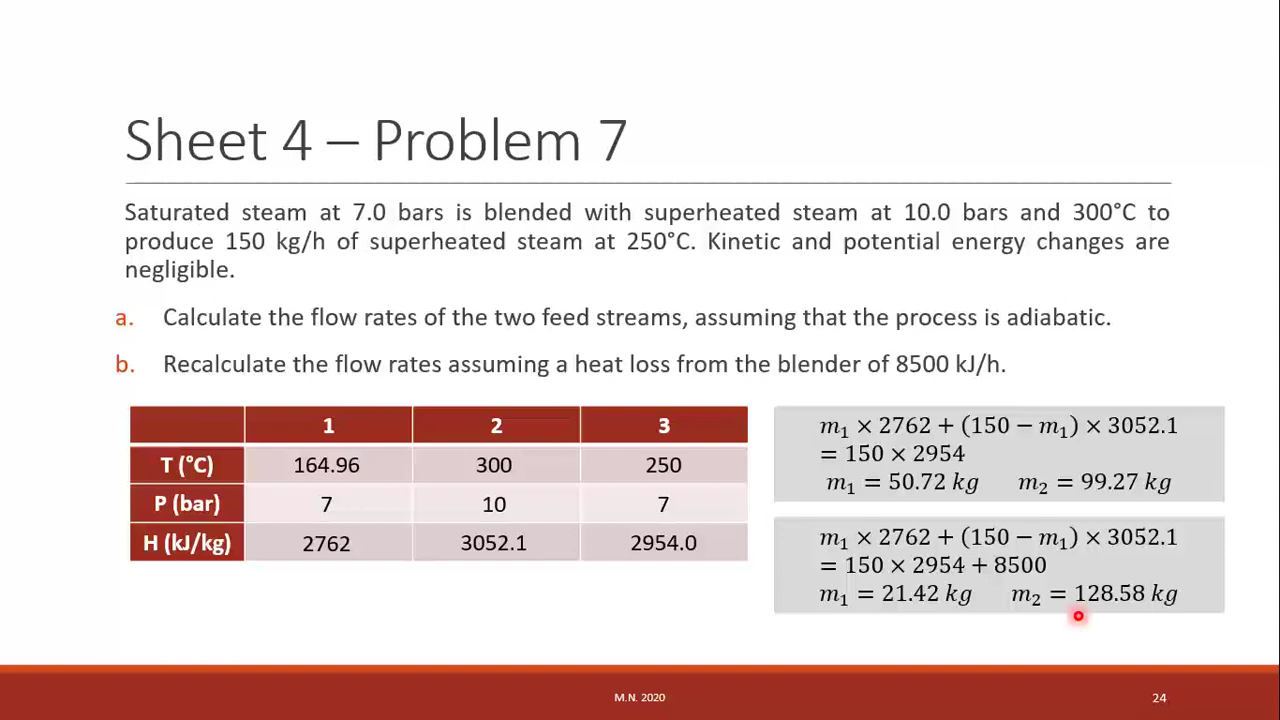 Sheet 4 – Problem 7
Saturated steam at 7.0 bars is blended with superheated steam at 10.0 bars and 300°C to
produce 150 kg/h of superheated steam at 250°C. Kinetic and potential energy changes are
negligible.
a. Calculate the flow rates of the two feed streams, assuming that the process is adiabatic.
b. Recalculate the flow rates assuming a heat loss from the blender of 8500 kJ/h.
1 2 3
T (°C) 164.96 300 250
P (bar) 7 10 7
H (kJ/kg) 2762 3052.1 2954.0
m₁ × 2762 + (150 − m₁) × 3052.1
= 150 × 2954
m₁ = 50.72 kg m₂ = 99.27 kg
m₁ × 2762 + (150 − m₁) × 3052.1
= 150 × 2954 + 8500
m₁ = 21.42 kg m₂ = 128.58 kg
M.N. 2020
24